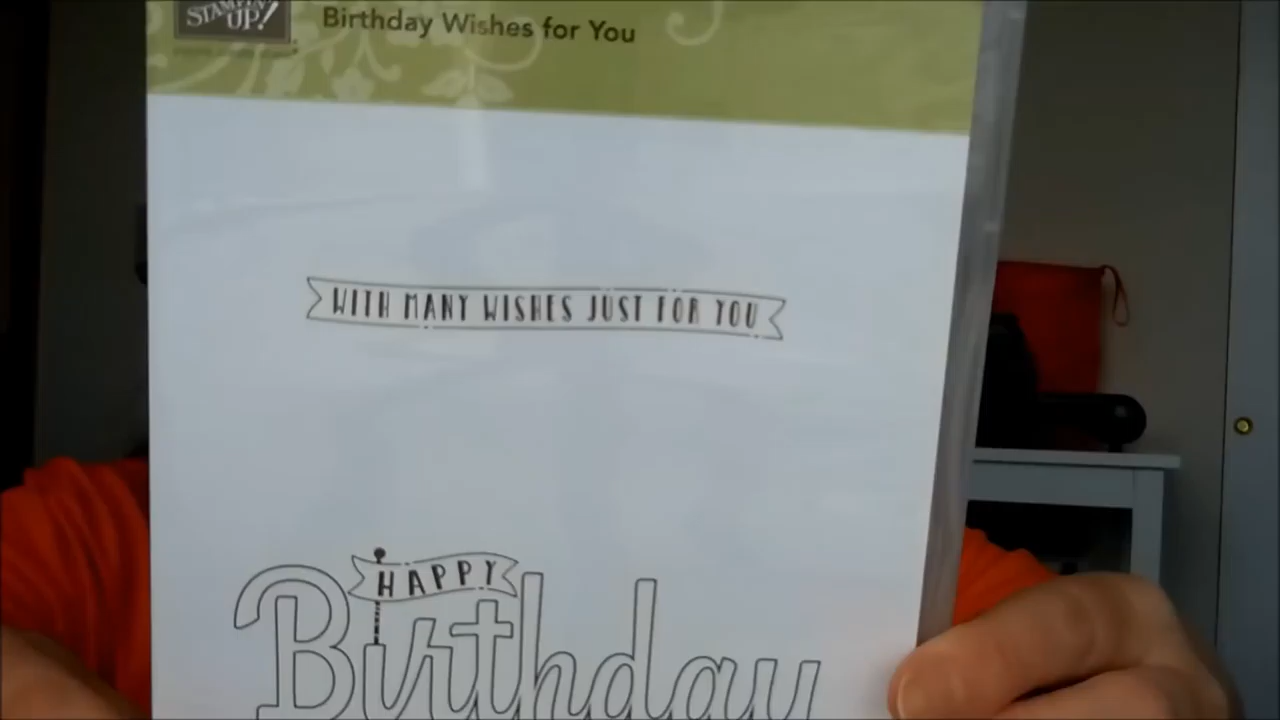 STAMPIN' UP!
Birthday Wishes for You
WITH MANY WISHES JUST FOR YOU
HAPPY
Birthday